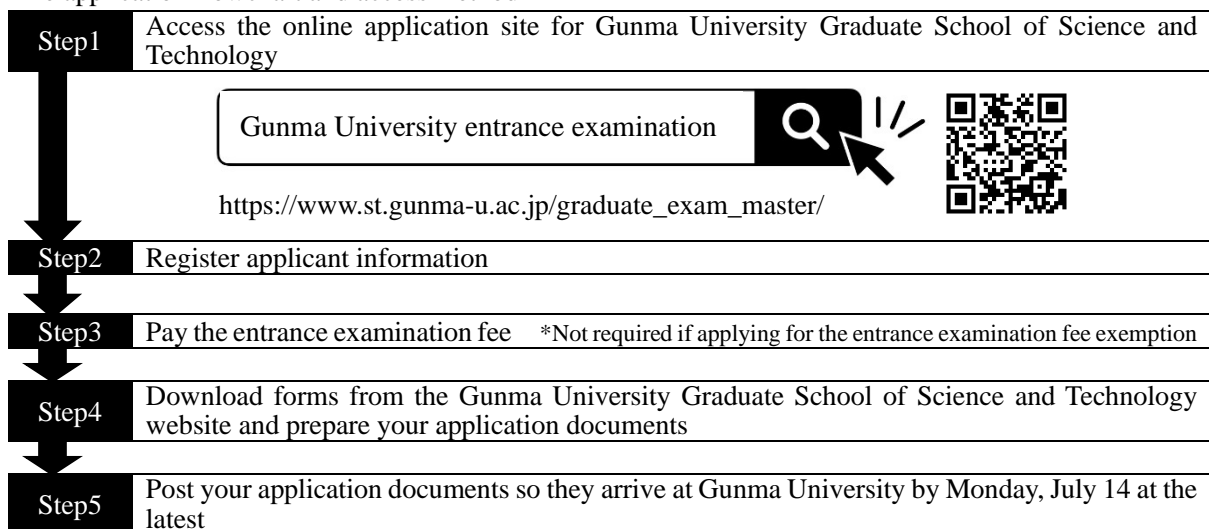 Step1
Access the online application site for Gunma University Graduate School of Science and
Technology
Gunma University entrance examination
https://www.st.gunma-u.ac.jp/graduate_exam_master/
Step2
Register applicant information
Step3
Pay the entrance examination fee *Not required if applying for the entrance examination fee exemption
Step4
Download forms from the Gunma University Graduate School of Science and Technology
website and prepare your application documents
Step5
Post your application documents so they arrive at Gunma University by Monday, July 14 at the
latest